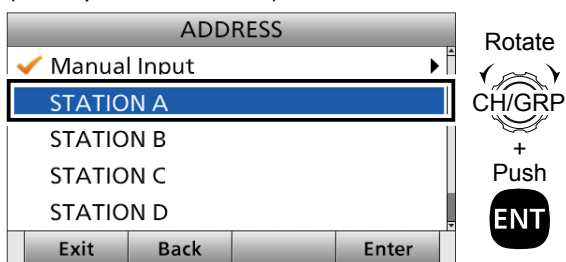 ADDRESS
Manual Input
STATION A
STATION B
STATION C
STATION D
Exit Back Enter
Rotate
CH/GRP
+
Push
ENT